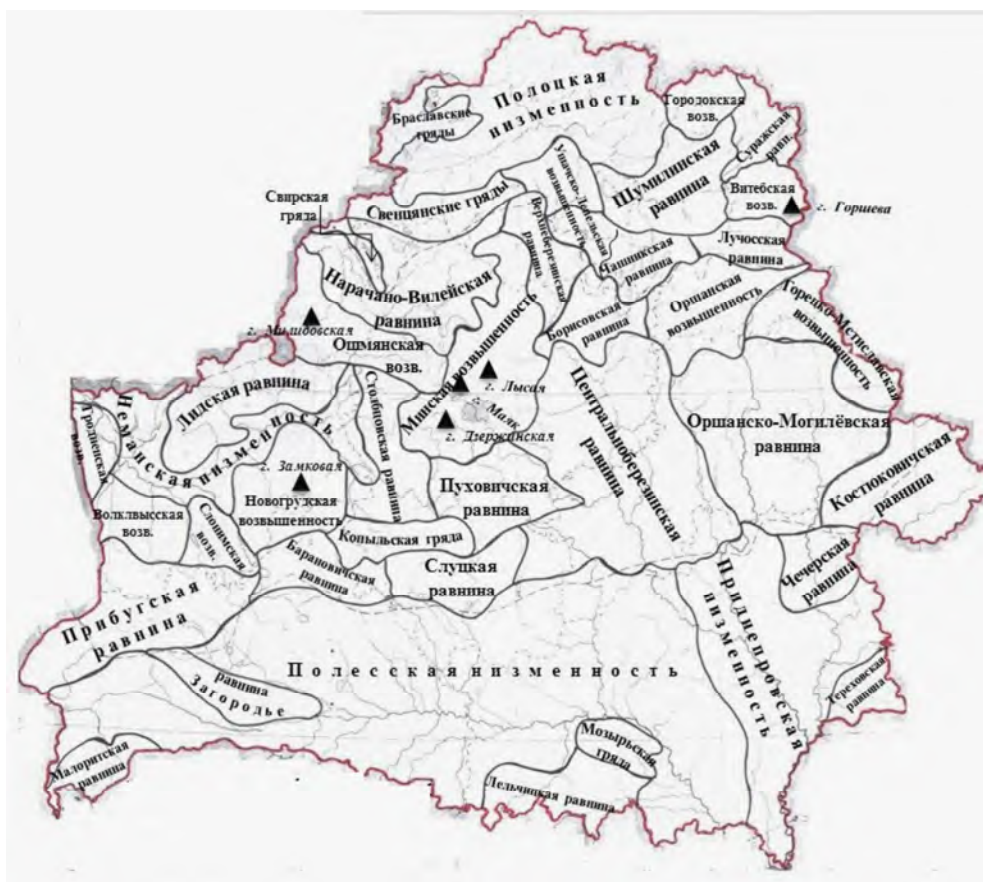 Полоцкая
низменность
Городокская
возв.
Браславские
гряды
Суражская
равн.
Ушачско-Лепельская
возвышенность
Шумилинская
равнина
Витебская
возв.
г. Горшева
Свирская
гряда
Свенцянские гряды
Верхнеберезинская
равнина
Лучосская
равнина
Чашникская
равнина
Нарачано-Вилейская
равнина
Оршанская
возвышенность
Горецко-Мстиславская
возвышенность
Борисовская
равнина
г. Милидовская
Ошмянская
возв.
Минская возвышенность
г. Лысая
г. Маяк
г. Дзержинская
Лидская равнина
Столбцовская равнина
Центральноберезинская
равнина
Оршанско-Могилёвская
равнина
Гродненская
возв.
Неманская низменность
г. Замковая
Новогрудская
возвышенность
Пуховичская
равнина
Костюковичская
равнина
Волклвысская
возв.
Слонимская
возв.
Копыльская гряда
Барановичская
равнина
Слуцкая
равнина
Чечерская
равнина
Прибугская
равнина
Приднепровская
низменность
Полесская низменность
равнина
Загородье
Тереховская
равнина
Мозырьская
гряда
Малоритская
равнина
Лельчицкая равнина